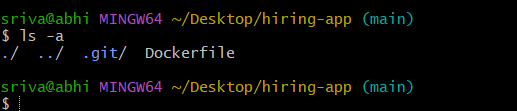 sriva@abhi MINGW64 ~/Desktop/hiring-app (main)
$ ls -a
./  ../  .git/  Dockerfile
sriva@abhi MINGW64 ~/Desktop/hiring-app (main)
$